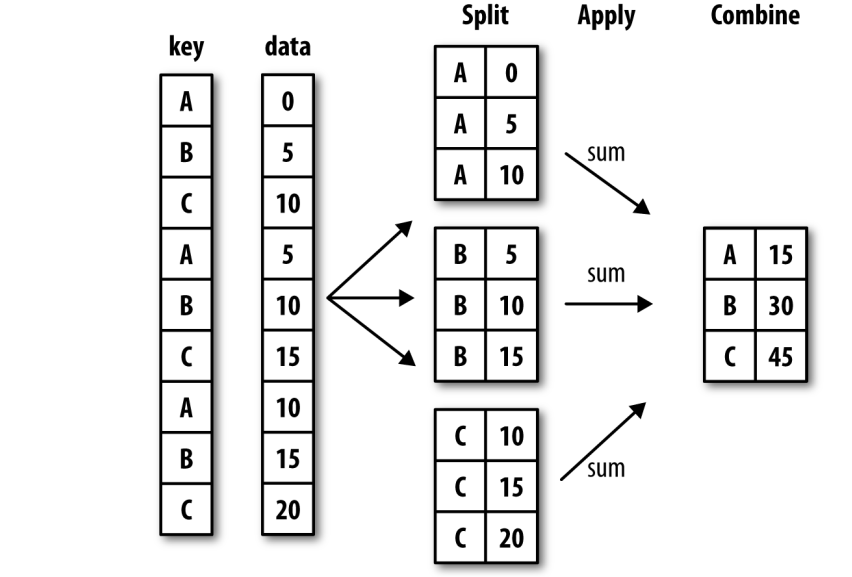 Split Apply Combine
key data
A 0
B 5
C 10
A 5
B 10
C 15
A 10
B 15
C 20
A 0
A 5
A 10
B 5
B 10
B 15
C 10
C 15
C 20
sum
sum
sum
A 15
B 30
C 45